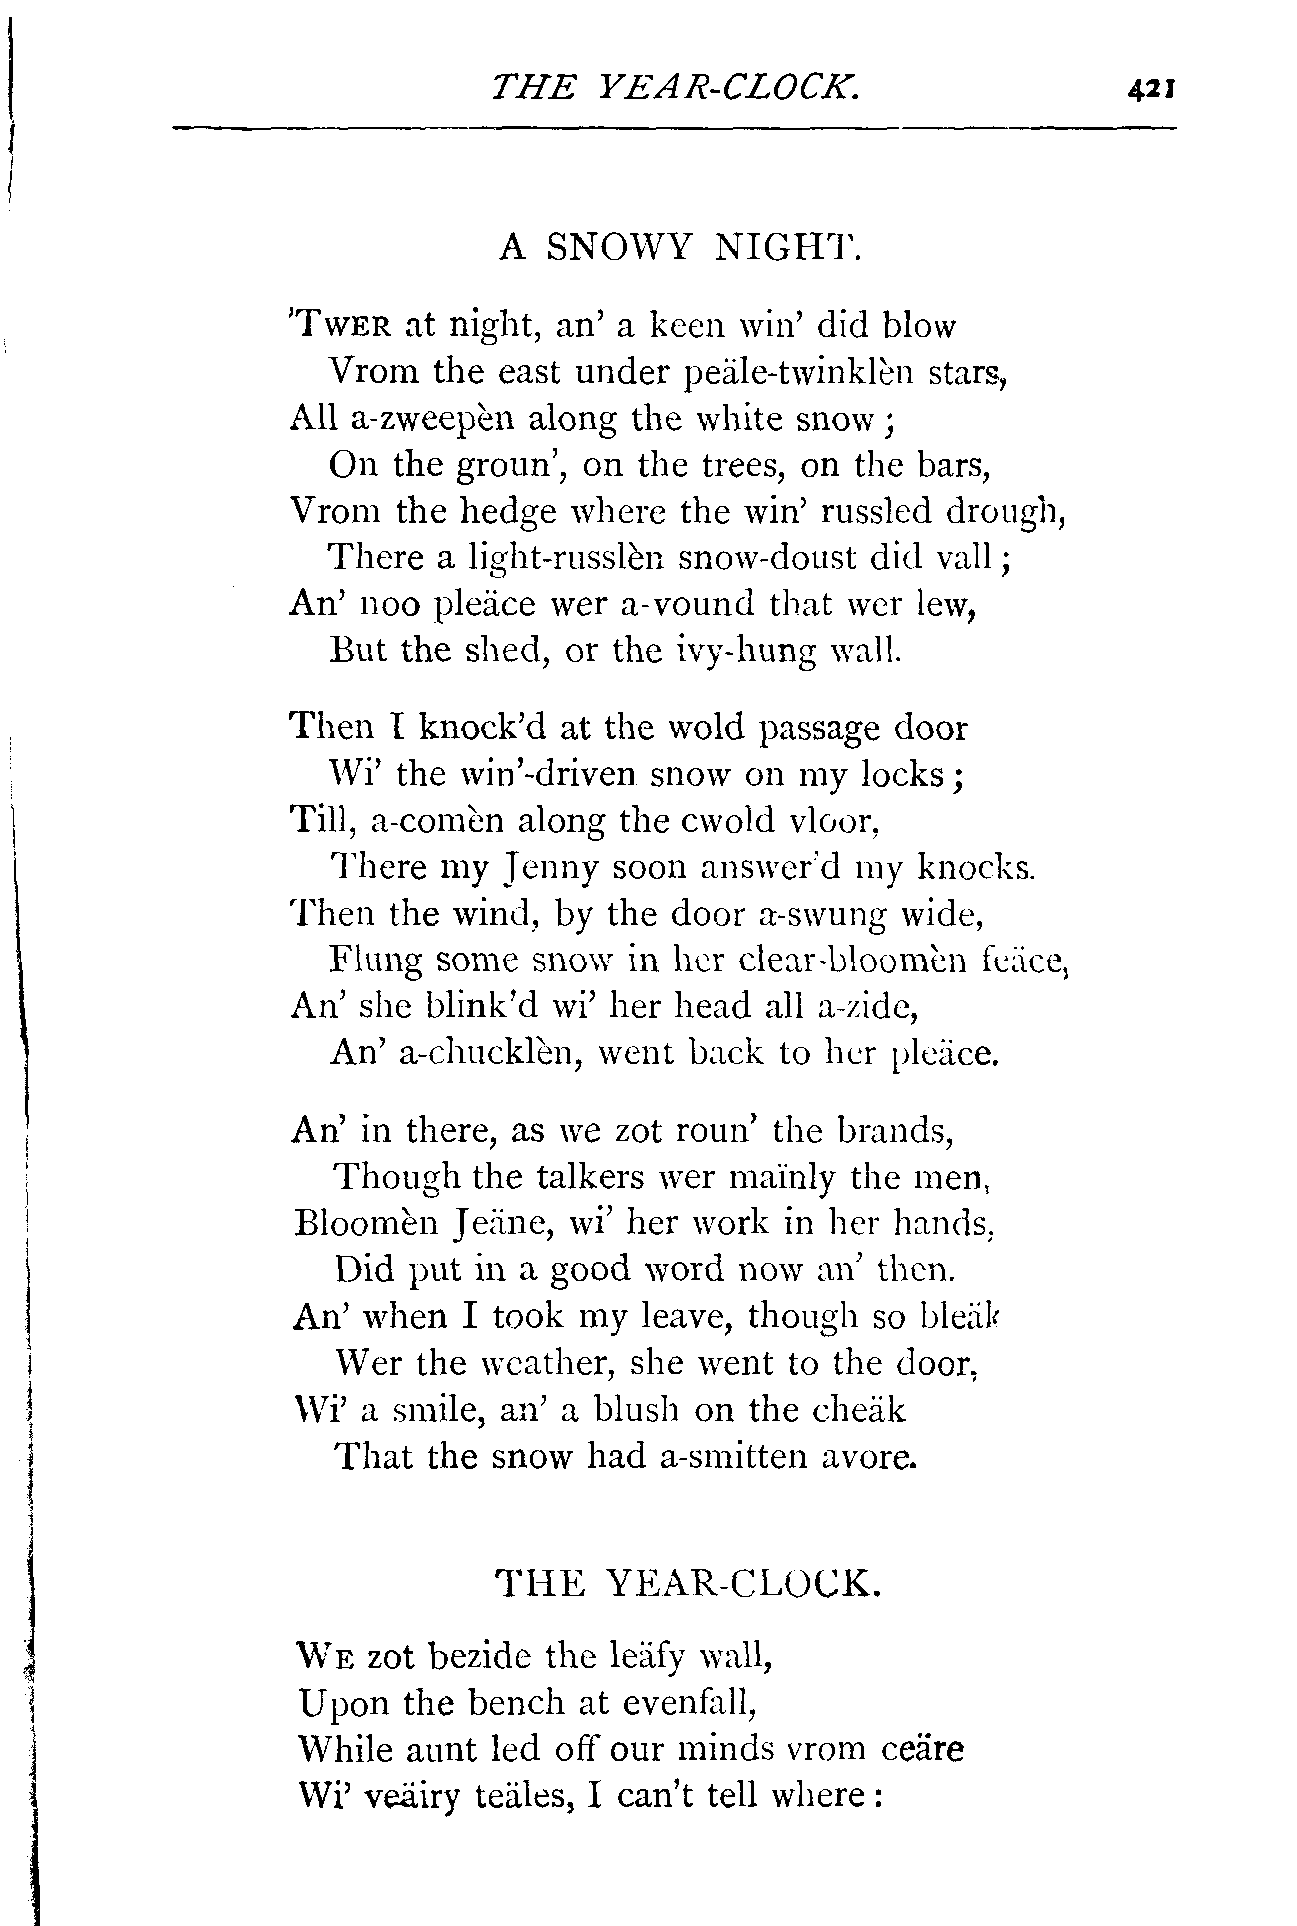 THE YEAR-CLOCK. 421
A SNOWY NIGHT.
'TWER at night, an' a keen win' did blow
Vrom the east under peäle-twinklèn stars,
All a-zweepèn along the white snow;
On the groun', on the trees, on the bars,
Vrom the hedge where the win' russled drough,
There a light-russlèn snow-doust did vall;
An' noo pleäce wer a-vound that wer lew,
But the shed, or the ivy-hung wall.
Then I knock'd at the wold passage door
Wi' the win'-driven snow on my locks;
Till, a-comèn along the cwold vloor,
There my Jenny soon answer'd my knocks.
Then the wind, by the door a-swung wide,
Flung some snow in her clear-bloomèn feäce,
An' she blink'd wi' her head all a-zide,
An' a-chucklèn, went back to her pleäce.
An' in there, as we zot roun' the brands,
Though the talkers wer maïnly the men,
Bloomèn Jeäne, wi' her work in her hands,
Did put in a good word now an' then.
An' when I took my leave, though so bleäk
Wer the weather, she went to the door,
Wi' a smile, an' a blush on the cheäk
That the snow had a-smitten avore.
THE YEAR-CLOCK.
WE zot bezide the leäfy wall,
Upon the bench at evenfall,
While aunt led off our minds vrom ceäre
Wi' veäiry teäles, I can't tell where: